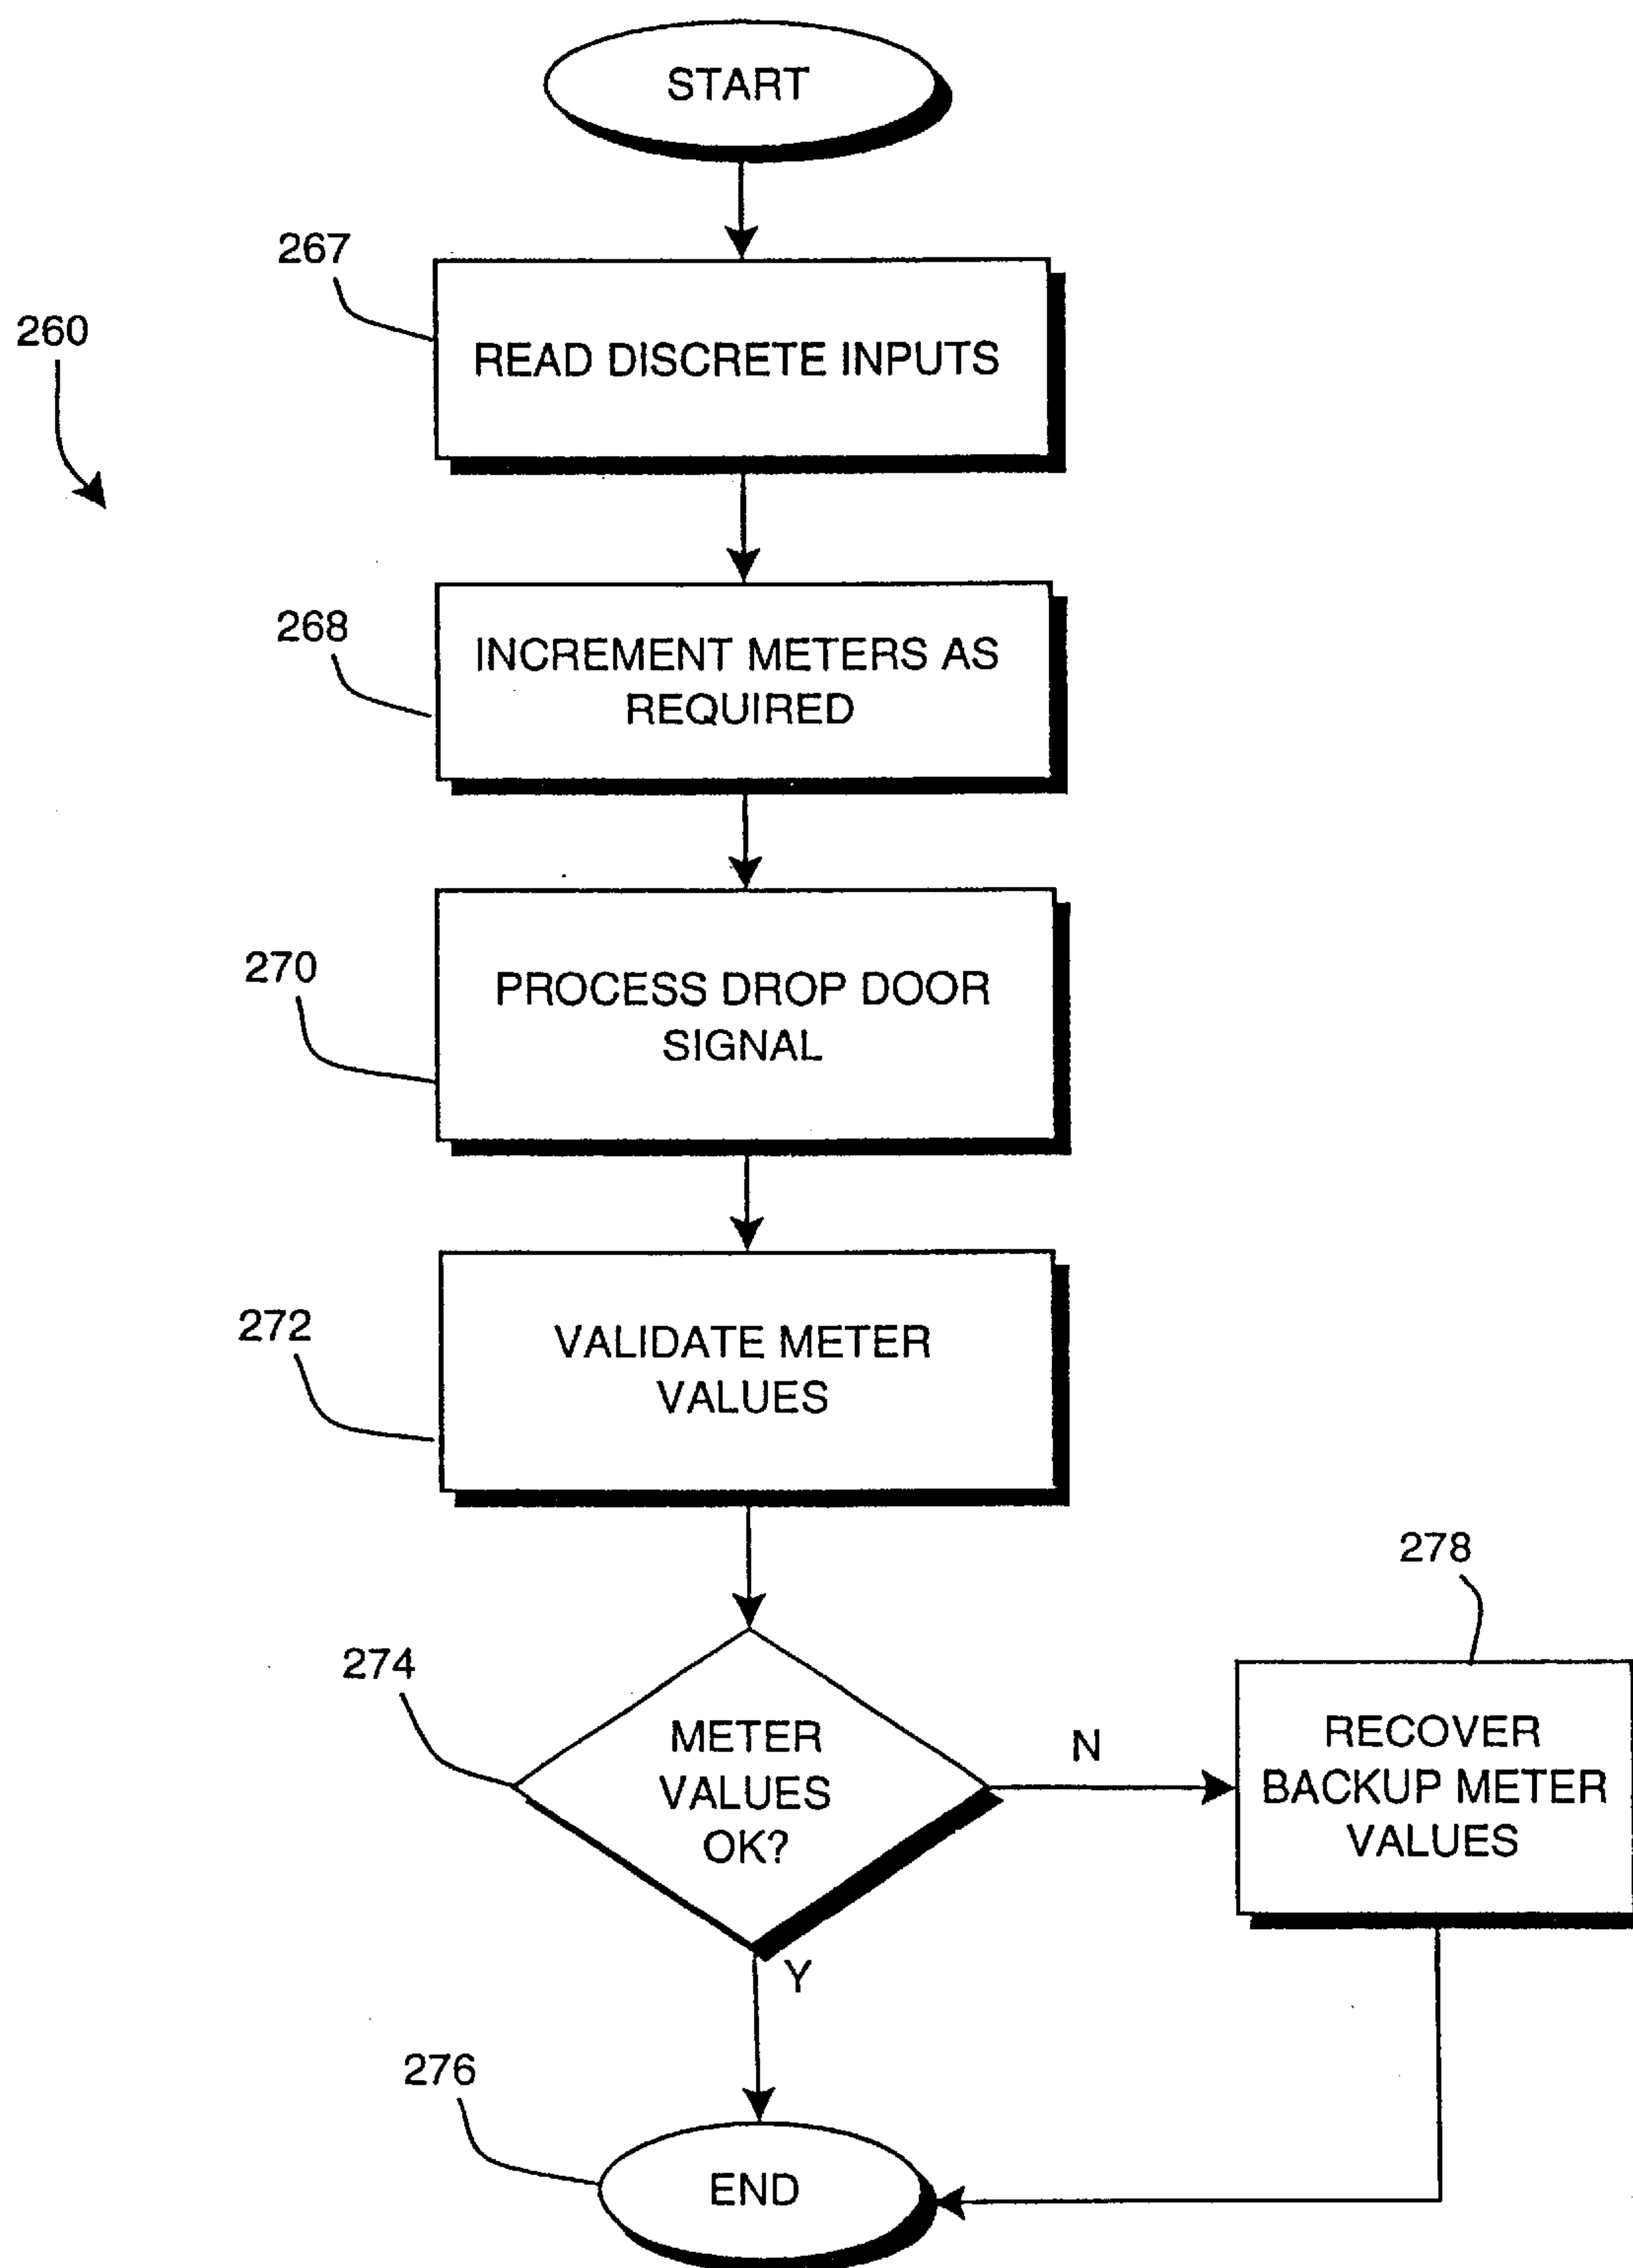 START
267
260
READ DISCRETE INPUTS
268
INCREMENT METERS AS
REQUIRED
270
PROCESS DROP DOOR
SIGNAL
272
VALIDATE METER
VALUES
278
274
METER
VALUES
OK?
N
RECOVER
BACKUP METER
VALUES
Y
276
END